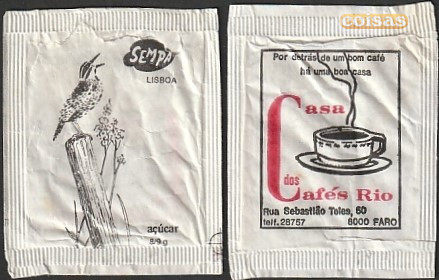 SEMPA
LISBOA
açúcar
8/9 g
coisas
Por detrás de um bom café
há uma boa casa
Casa
dos
Cafés Rio
Rua Sebastião Teles, 60
telf. 28757 8000 FARO